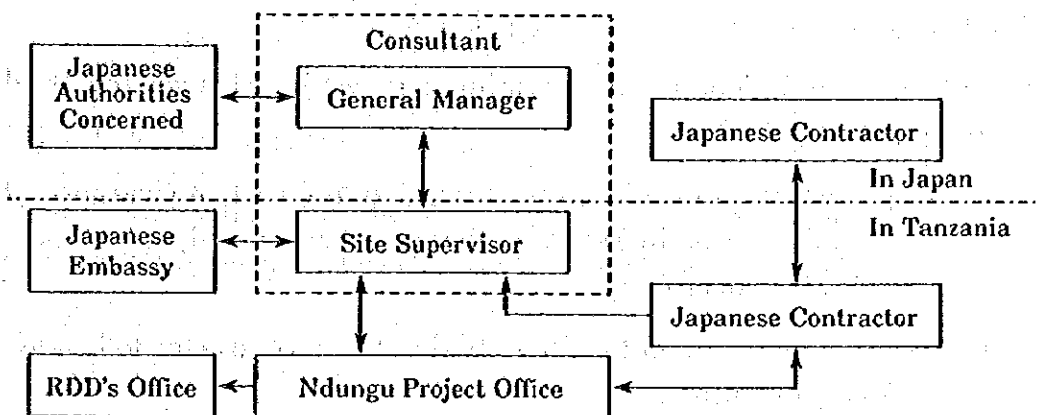 Consultant
Japanese
Authorities
Concerned
General Manager
Japanese Contractor
In Japan
In Tanzania
Japanese
Embassy
Site Supervisor
Japanese Contractor
RDD's Office
Ndungu Project Office